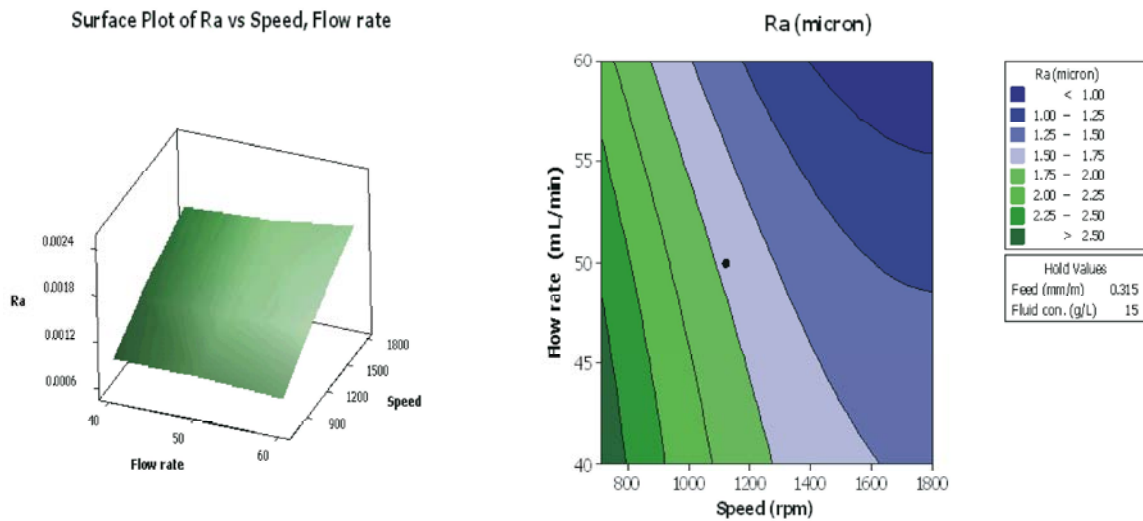 Surface Plot of Ra vs Speed, Flow rate
0.0024
0.0018
Ra
0.0012
0.0006
40
50
60
Flow rate
900
1200
1500
1800
Speed
Ra (micron)
60
55
50
45
40
Flow rate (mL/min)
800 1000 1200 1400 1600 1800
Speed (rpm)
Ra (micron)
< 1.00
1.00 – 1.25
1.25 – 1.50
1.50 – 1.75
1.75 – 2.00
2.00 – 2.25
2.25 – 2.50
> 2.50
Hold Values
Feed (mm/m) 0.315
Fluid con. (g/L) 15